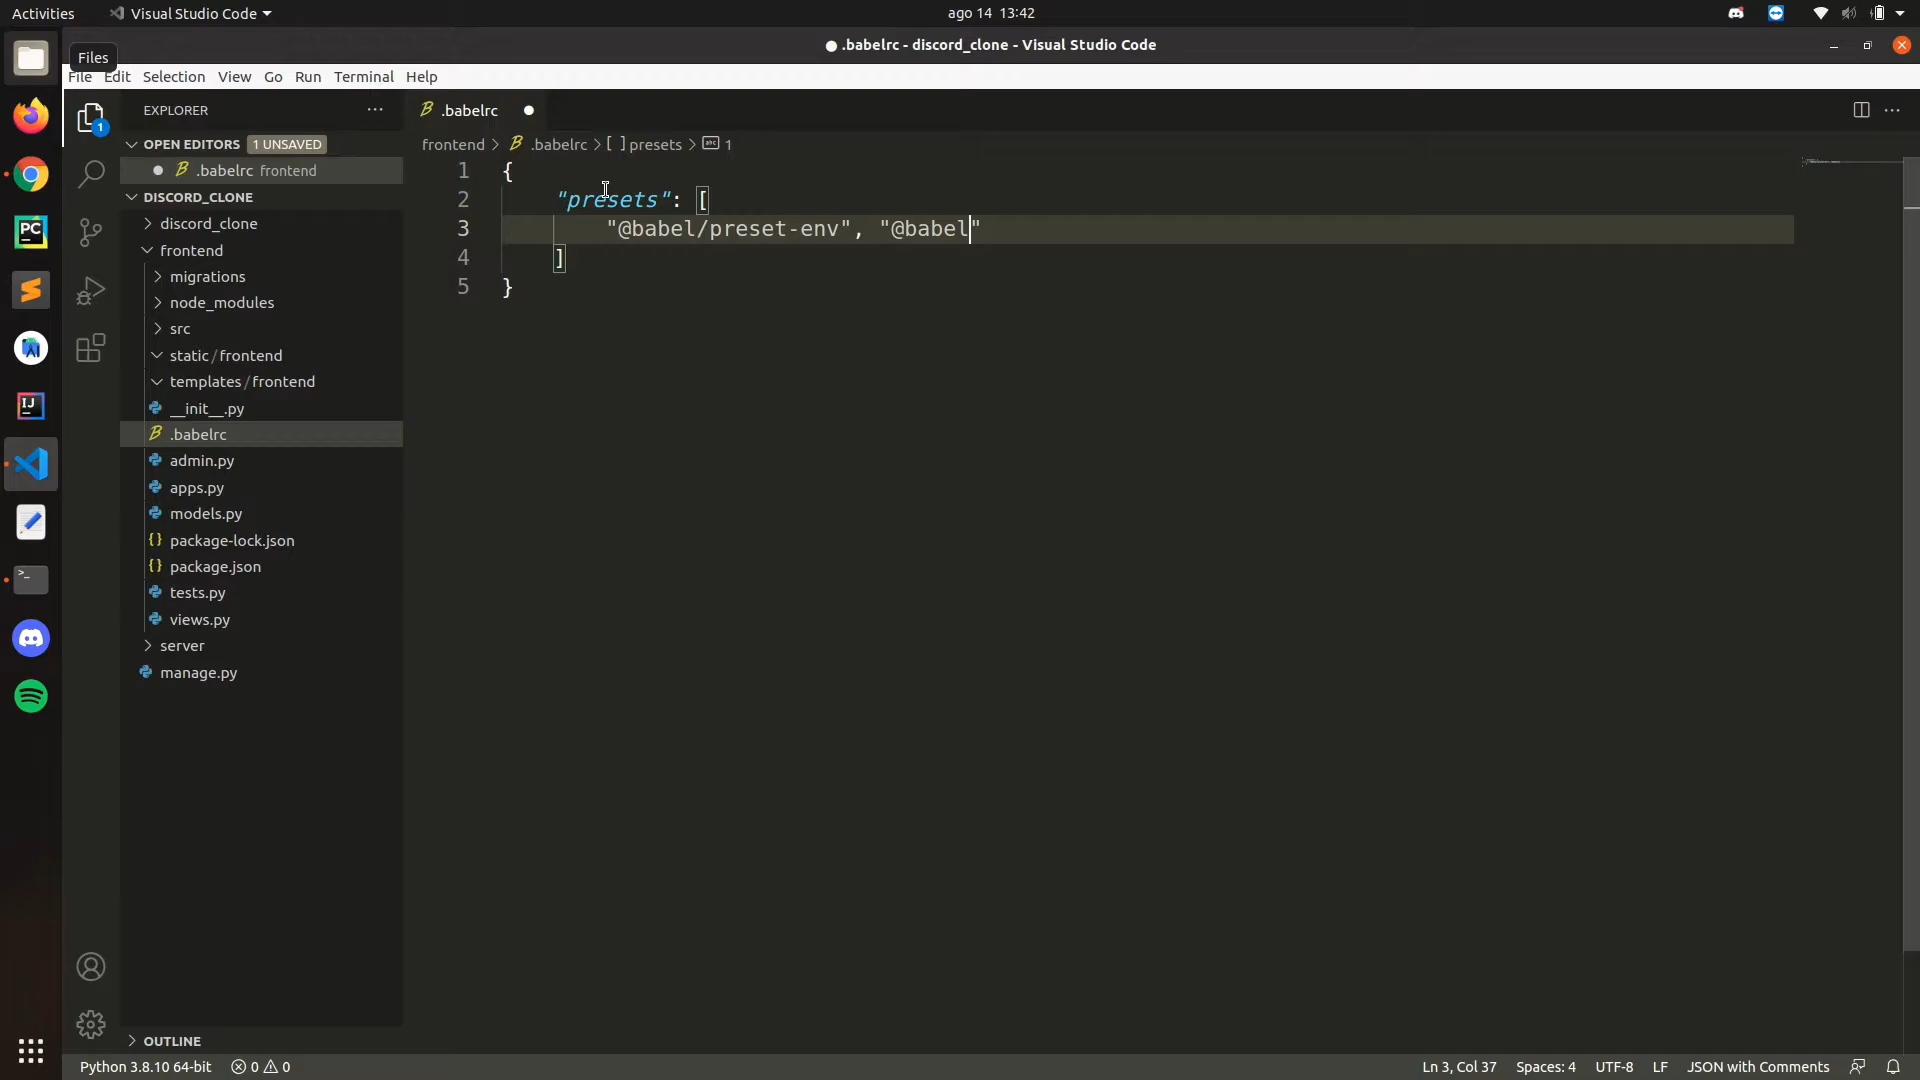 Activities
Visual Studio Code
ago 14 13:42
Files
.babelrc - discord_clone - Visual Studio Code
File Edit Selection View Go Run Terminal Help
EXPLORER
1
OPEN EDITORS 1 UNSAVED
.babelrc frontend
DISCORD_CLONE
discord_clone
frontend
migrations
node_modules
src
static/frontend
templates/frontend
__init__.py
.babelrc
admin.py
apps.py
models.py
package-lock.json
package.json
tests.py
views.py
server
manage.py
OUTLINE
.babelrc
frontend > .babelrc > [ ] presets > abc 1
1 {
2 "presets": [
3 "@babel/preset-env", "@babel"
4 ]
5 }
Python 3.8.10 64-bit 0 0
Ln 3, Col 37 Spaces: 4 UTF-8 LF JSON with Comments